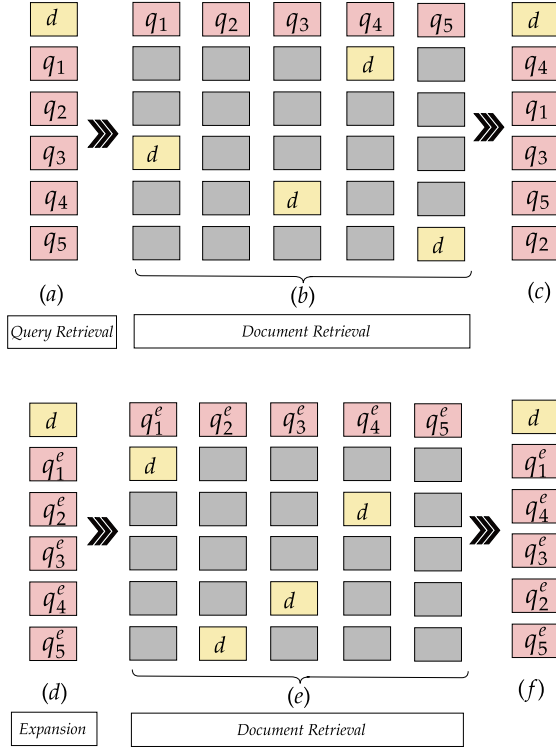 d q₁ q₂ q₃ q₄ q₅ d
q₁ d q₄
q₂ q₁
q₃ d q₃
q₄ d q₅
q₅ d q₂
(a) (b) (c)
Query Retrieval Document Retrieval
d q₁ᵉ q₂ᵉ q₃ᵉ q₄ᵉ q₅ᵉ d
q₁ᵉ d q₁ᵉ
q₂ᵉ d q₄ᵉ
q₃ᵉ q₃ᵉ
q₄ᵉ d q₂ᵉ
q₅ᵉ d q₅ᵉ
(d) (e) (f)
Expansion Document Retrieval